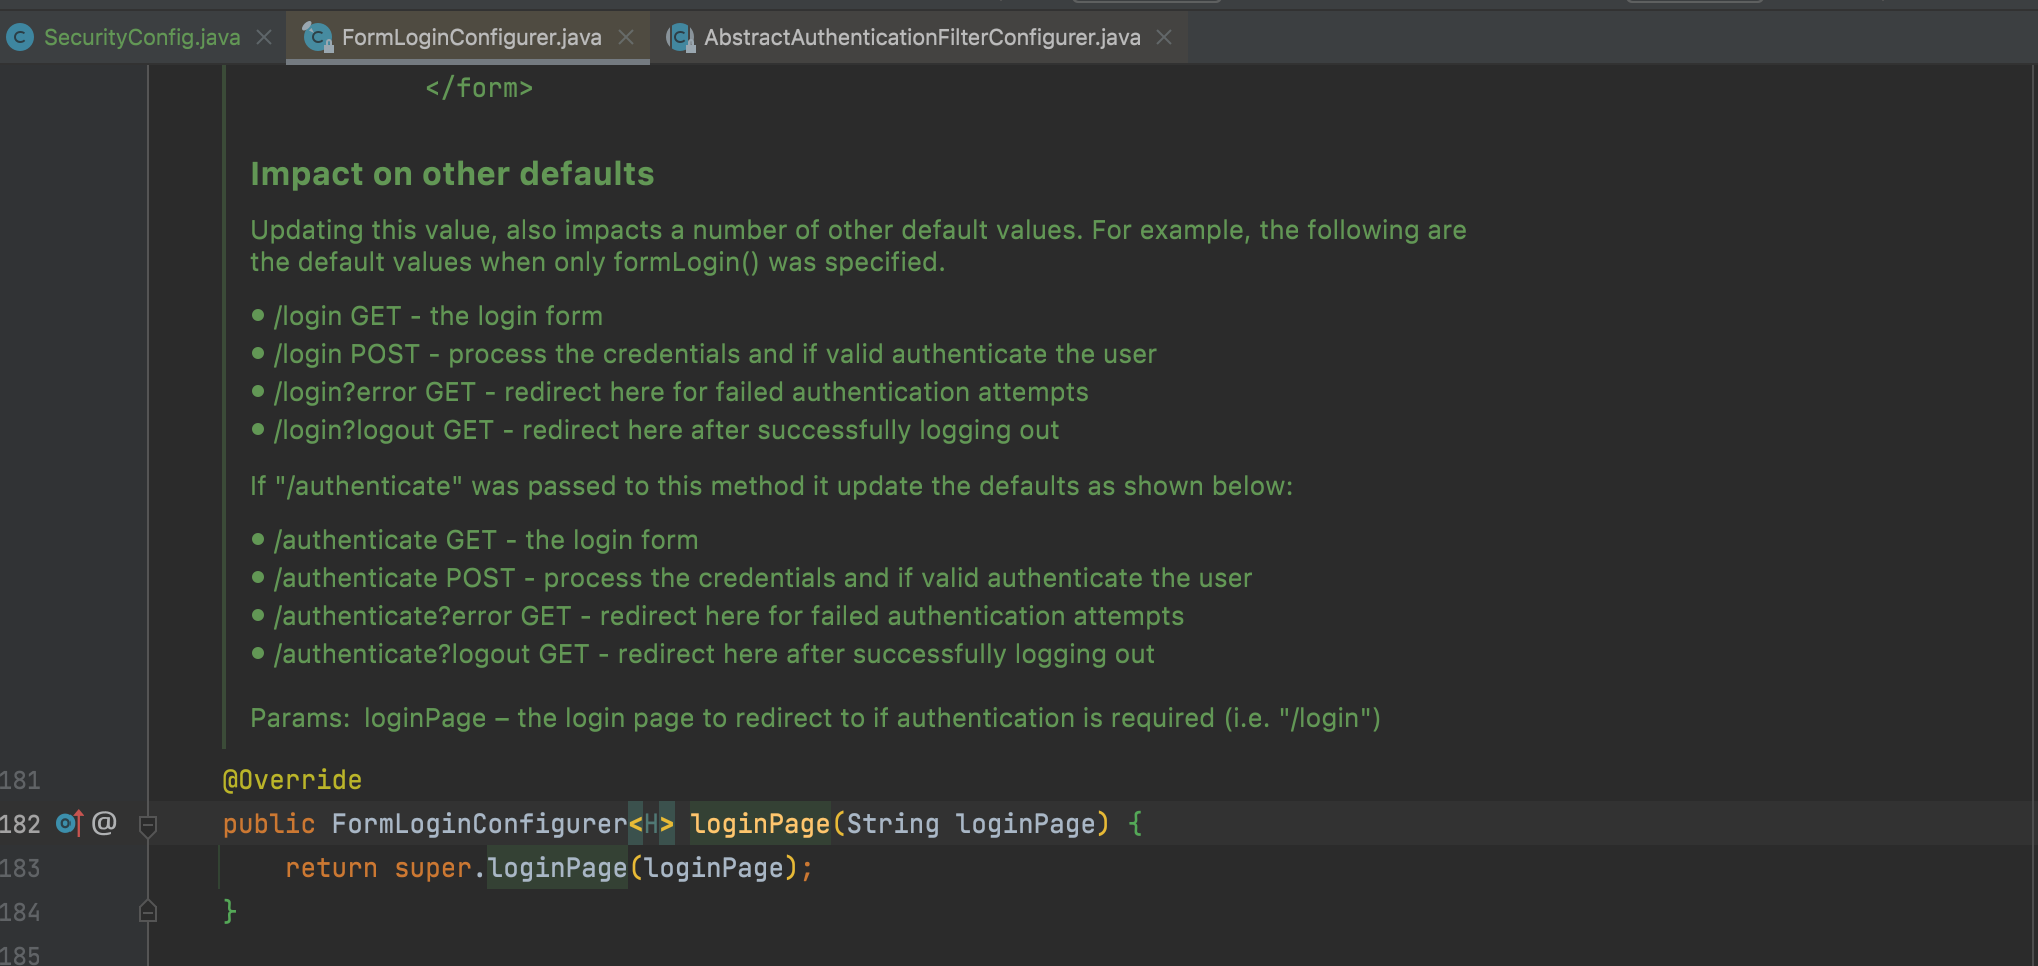 SecurityConfig.java
FormLoginConfigurer.java
AbstractAuthenticationFilterConfigurer.java
</form>
Impact on other defaults
Updating this value, also impacts a number of other default values. For example, the following are
the default values when only formLogin() was specified.
• /login GET - the login form
• /login POST - process the credentials and if valid authenticate the user
• /login?error GET - redirect here for failed authentication attempts
• /login?logout GET - redirect here after successfully logging out
If "/authenticate" was passed to this method it update the defaults as shown below:
• /authenticate GET - the login form
• /authenticate POST - process the credentials and if valid authenticate the user
• /authenticate?error GET - redirect here for failed authentication attempts
• /authenticate?logout GET - redirect here after successfully logging out
Params: loginPage – the login page to redirect to if authentication is required (i.e. "/login")
181 @Override
182 @ public FormLoginConfigurer<H> loginPage(String loginPage) {
183 return super.loginPage(loginPage);
184 }
185